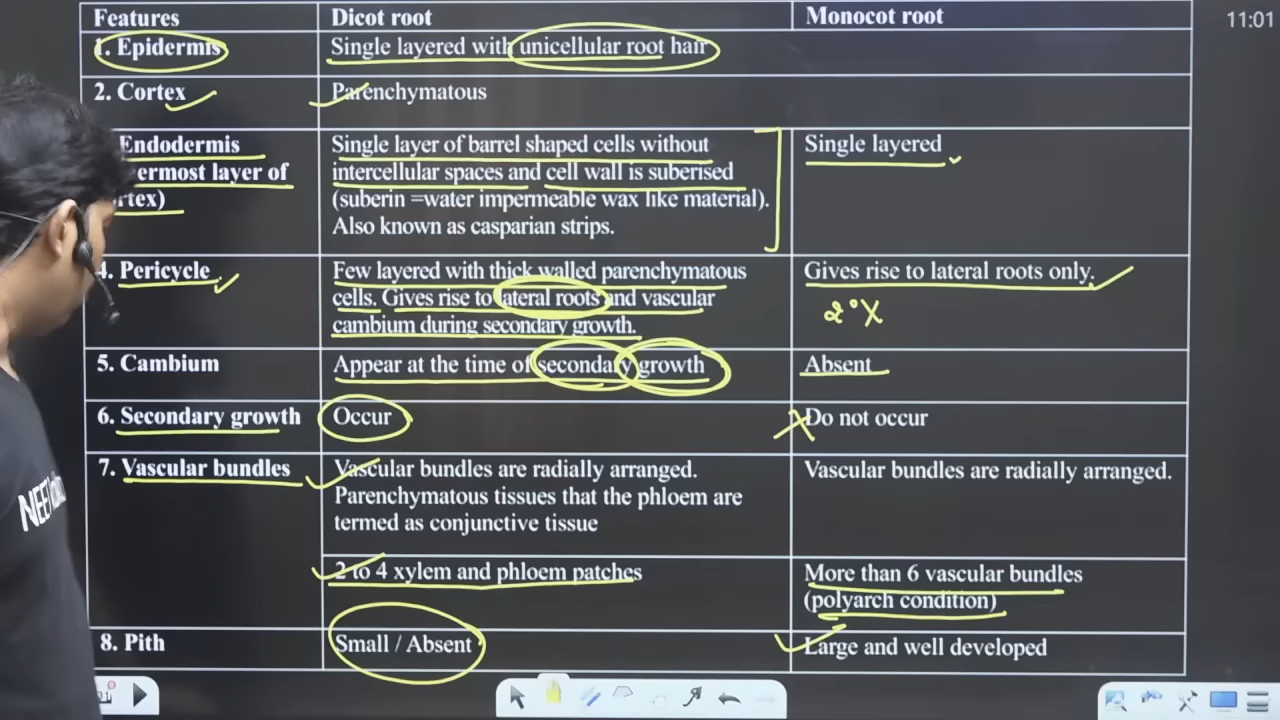 11:01
Features Dicot root Monocot root
1. Epidermis Single layered with unicellular root hair
2. Cortex Parenchymatous
Endodermis Single layer of barrel shaped cells without Single layered
ermost layer of intercellular spaces and cell wall is suberised
rtex) (suberin =water impermeable wax like material).
Also known as casparian strips.
4. Pericycle Few layered with thick walled parenchymatous Gives rise to lateral roots only.
cells. Gives rise to lateral roots and vascular 2° X
cambium during secondary growth.
5. Cambium Appear at the time of secondary growth Absent
6. Secondary growth Occur Do not occur
7. Vascular bundles Vascular bundles are radially arranged. Vascular bundles are radially arranged.
Parenchymatous tissues that the phloem are
termed as conjunctive tissue
2 to 4 xylem and phloem patches More than 6 vascular bundles
(polyarch condition)
8. Pith Small / Absent Large and well developed
NEET